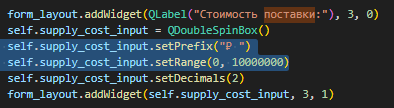 form_layout.addWidget(QLabel("Стоимость поставки:"), 3, 0)
self.supply_cost_input = QDoubleSpinBox()
self.supply_cost_input.setPrefix("₽ ")
self.supply_cost_input.setRange(0, 10000000)
self.supply_cost_input.setDecimals(2)
form_layout.addWidget(self.supply_cost_input, 3, 1)